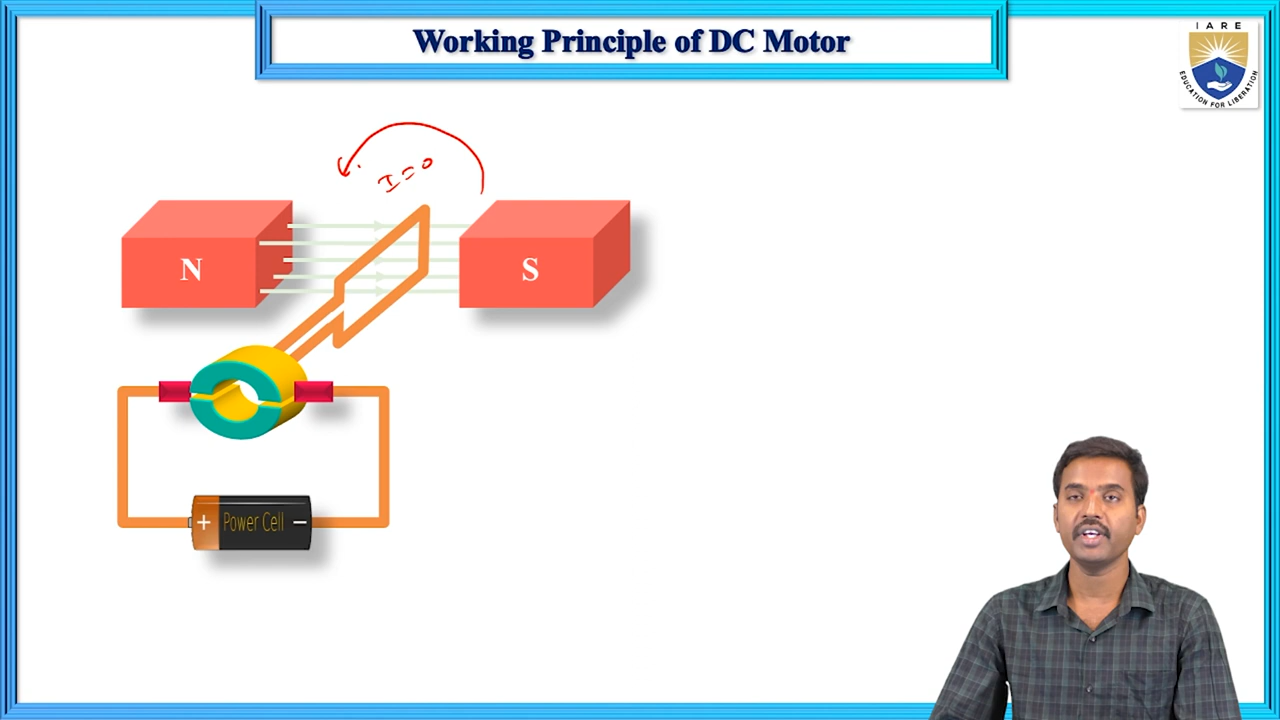 Working Principle of DC Motor
IARE
EDUCATION FOR LIBERATION
I=0
N
S
+ Power Cell −